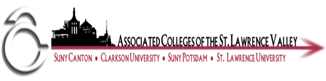 ASSOCIATED COLLEGES OF THE ST. LAWRENCE VALLEY
SUNY CANTON • CLARKSON UNIVERSITY • SUNY POTSDAM • ST. LAWRENCE UNIVERSITY